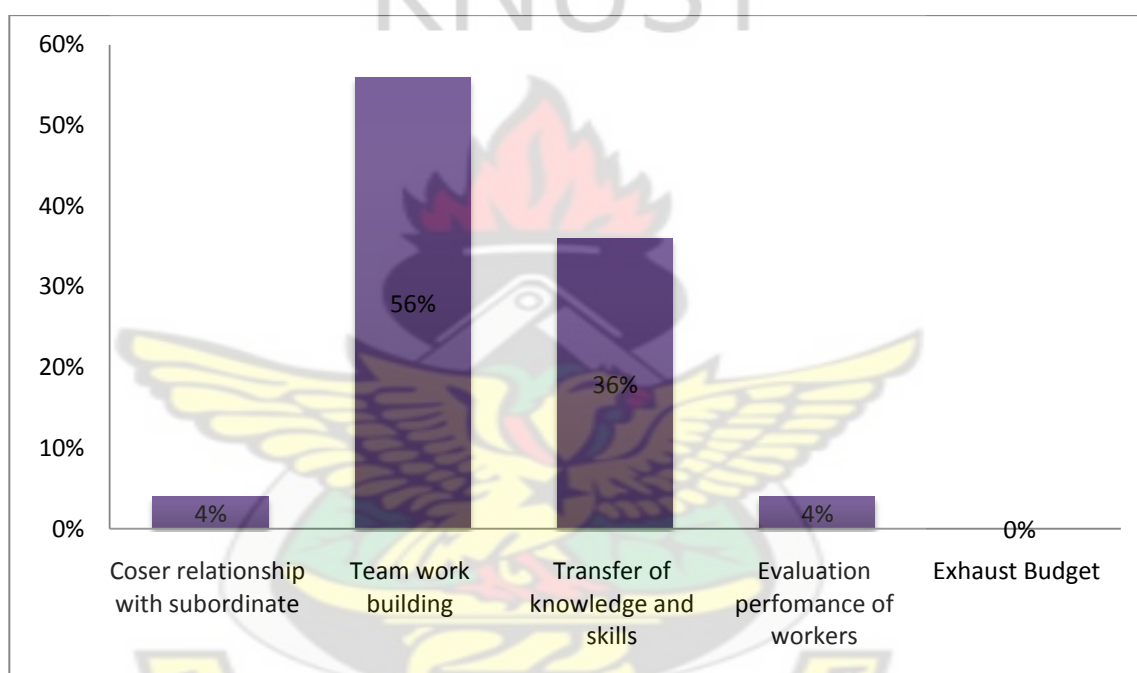 KNUST
60%
50%
40%
30%
20%
10%
0%
4%
56%
36%
4%
0%
Coser relationship
with subordinate
Team work
building
Transfer of
knowledge and
skills
Evaluation
perfomance of
workers
Exhaust Budget